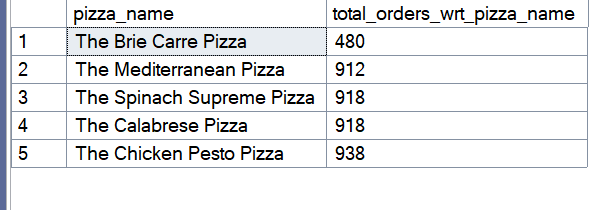 pizza_name total_orders_wrt_pizza_name
1 The Brie Carre Pizza 480
2 The Mediterranean Pizza 912
3 The Spinach Supreme Pizza 918
4 The Calabrese Pizza 918
5 The Chicken Pesto Pizza 938